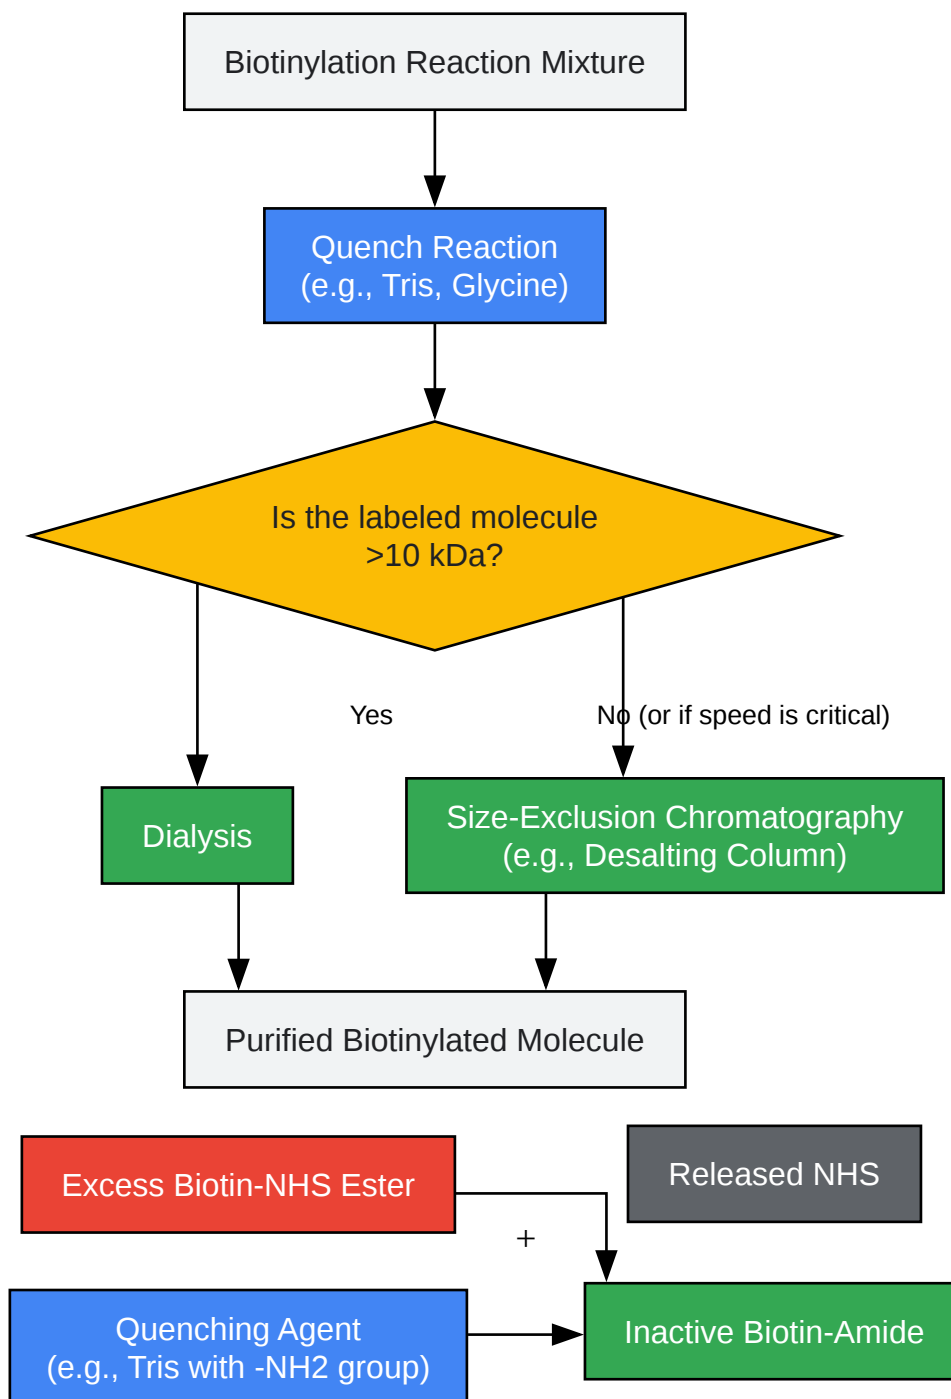 Biotinylation Reaction Mixture
Quench Reaction
(e.g., Tris, Glycine)
Is the labeled molecule
>10 kDa?
Yes
No (or if speed is critical)
Dialysis
Size-Exclusion Chromatography
(e.g., Desalting Column)
Purified Biotinylated Molecule
Excess Biotin-NHS Ester
Released NHS
+
Quenching Agent
(e.g., Tris with -NH2 group)
Inactive Biotin-Amide